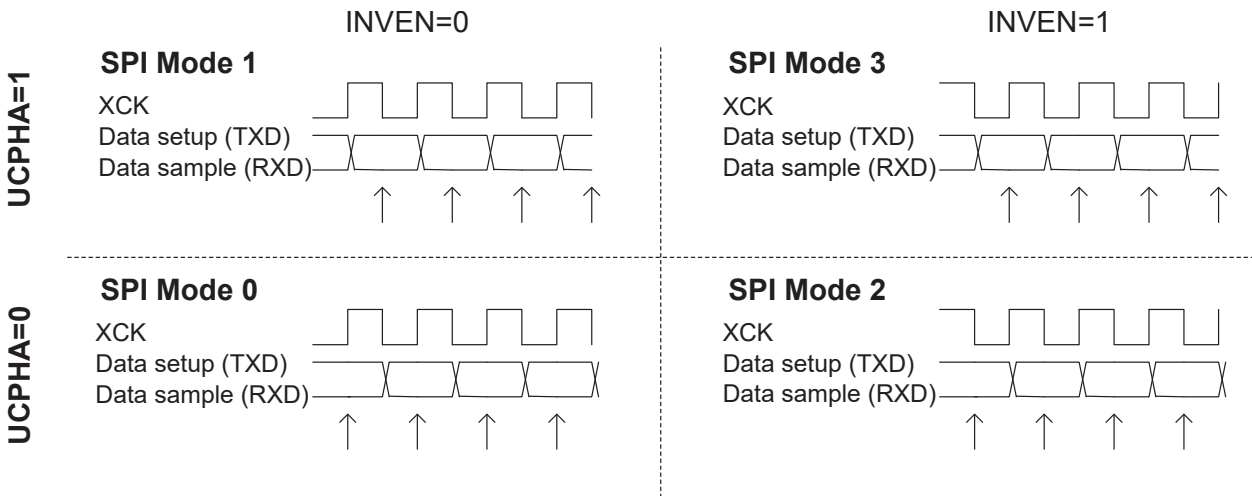 INVEN=0
INVEN=1
UCPHA=1
SPI Mode 1
XCK
Data setup (TXD)
Data sample (RXD)
SPI Mode 3
XCK
Data setup (TXD)
Data sample (RXD)
UCPHA=0
SPI Mode 0
XCK
Data setup (TXD)
Data sample (RXD)
SPI Mode 2
XCK
Data setup (TXD)
Data sample (RXD)